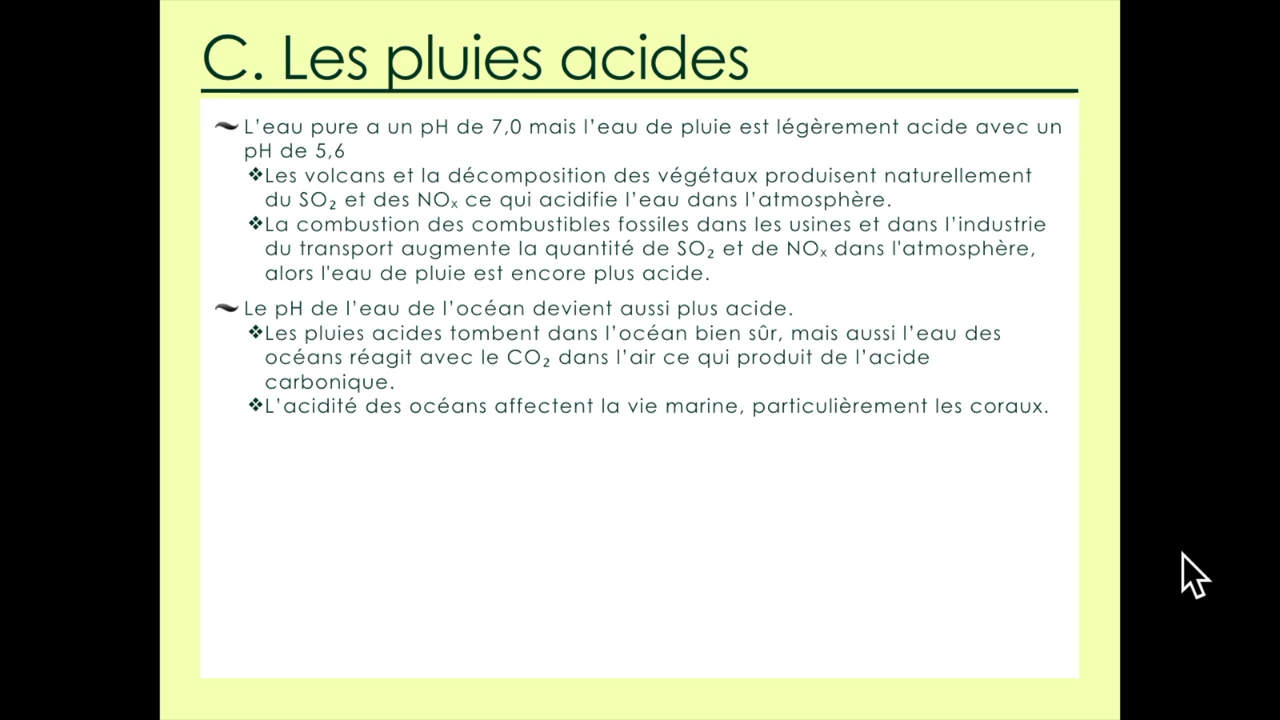 C. Les pluies acides
L’eau pure a un pH de 7,0 mais l’eau de pluie est légèrement acide avec un
pH de 5,6
❖Les volcans et la décomposition des végétaux produisent naturellement
du SO₂ et des NOₓ ce qui acidifie l’eau dans l’atmosphère.
❖La combustion des combustibles fossiles dans les usines et dans l’industrie
du transport augmente la quantité de SO₂ et de NOₓ dans l'atmosphère,
alors l'eau de pluie est encore plus acide.
Le pH de l’eau de l’océan devient aussi plus acide.
❖Les pluies acides tombent dans l’océan bien sûr, mais aussi l’eau des
océans réagit avec le CO₂ dans l’air ce qui produit de l’acide
carbonique.
❖L’acidité des océans affectent la vie marine, particulièrement les coraux.